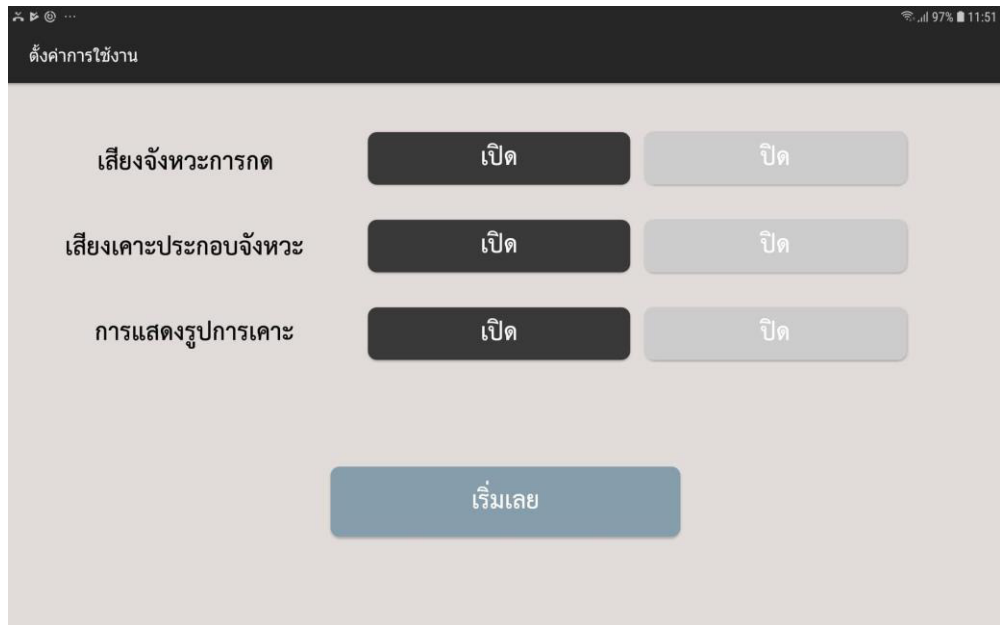 97% 11:51
ตั้งค่าการใช้งาน
เสียงจังหวะการกด เปิด ปิด
เสียงเคาะประกอบจังหวะ เปิด ปิด
การแสดงรูปการเคาะ เปิด ปิด
เริ่มเลย